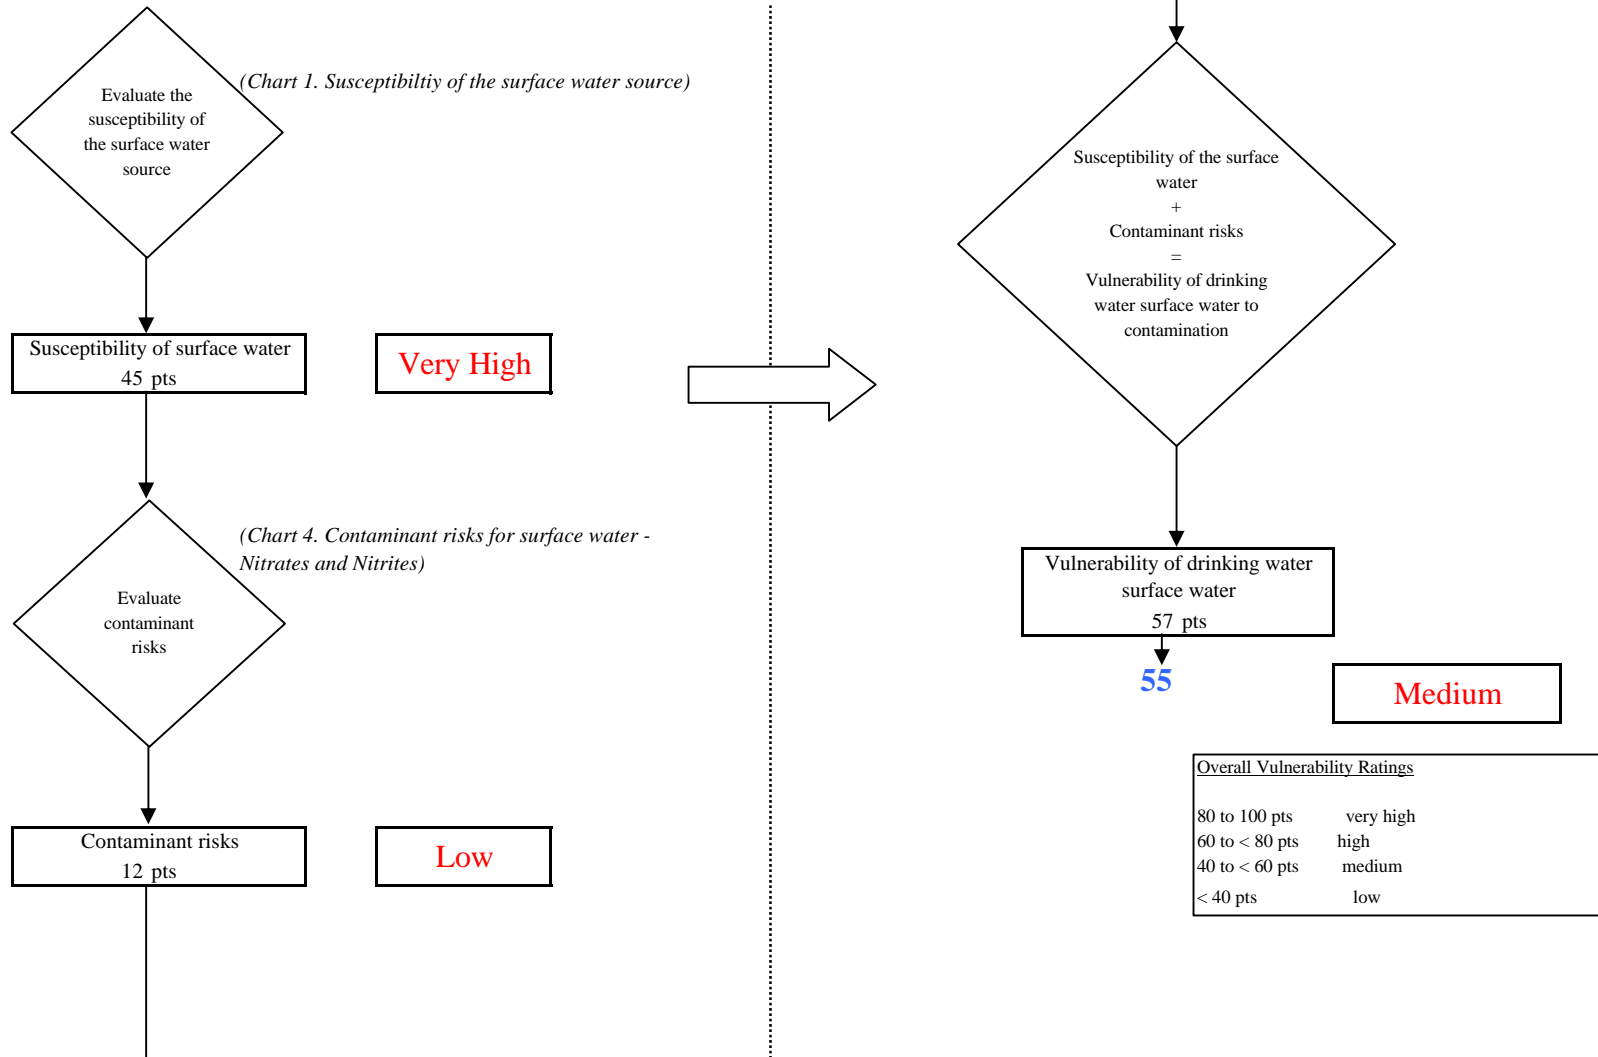 Evaluate the
susceptibility of
the surface water
source
(Chart 1. Susceptibiltiy of the surface water source)
Susceptibility of surface water
45 pts
Very High
(Chart 4. Contaminant risks for surface water -
Nitrates and Nitrites)
Evaluate
contaminant
risks
Contaminant risks
12 pts
Low
Susceptibility of the surface
water
+
Contaminant risks
=
Vulnerability of drinking
water surface water to
contamination
Vulnerability of drinking water
surface water
57 pts
55
Medium
Overall Vulnerability Ratings
80 to 100 pts very high
60 to < 80 pts high
40 to < 60 pts medium
< 40 pts low